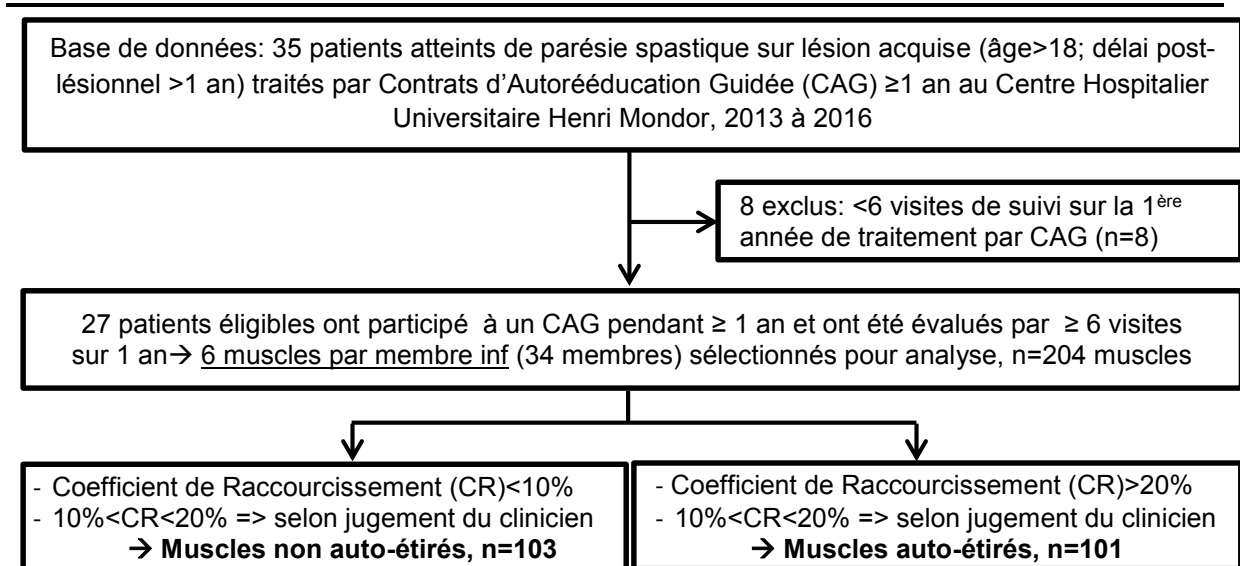 Base de données: 35 patients atteints de parésie spastique sur lésion acquise (âge>18; délai post-
lésionnel >1 an) traités par Contrats d’Autorééducation Guidée (CAG) ≥1 an au Centre Hospitalier
Universitaire Henri Mondor, 2013 à 2016
8 exclus: <6 visites de suivi sur la 1ère
année de traitement par CAG (n=8)
27 patients éligibles ont participé à un CAG pendant ≥ 1 an et ont été évalués par ≥ 6 visites
sur 1 an→ 6 muscles par membre inf (34 membres) sélectionnés pour analyse, n=204 muscles
- Coefficient de Raccourcissement (CR)<10%
- 10%<CR<20% => selon jugement du clinicien
→ Muscles non auto-étirés, n=103
- Coefficient de Raccourcissement (CR)>20%
- 10%<CR<20% => selon jugement du clinicien
→ Muscles auto-étirés, n=101